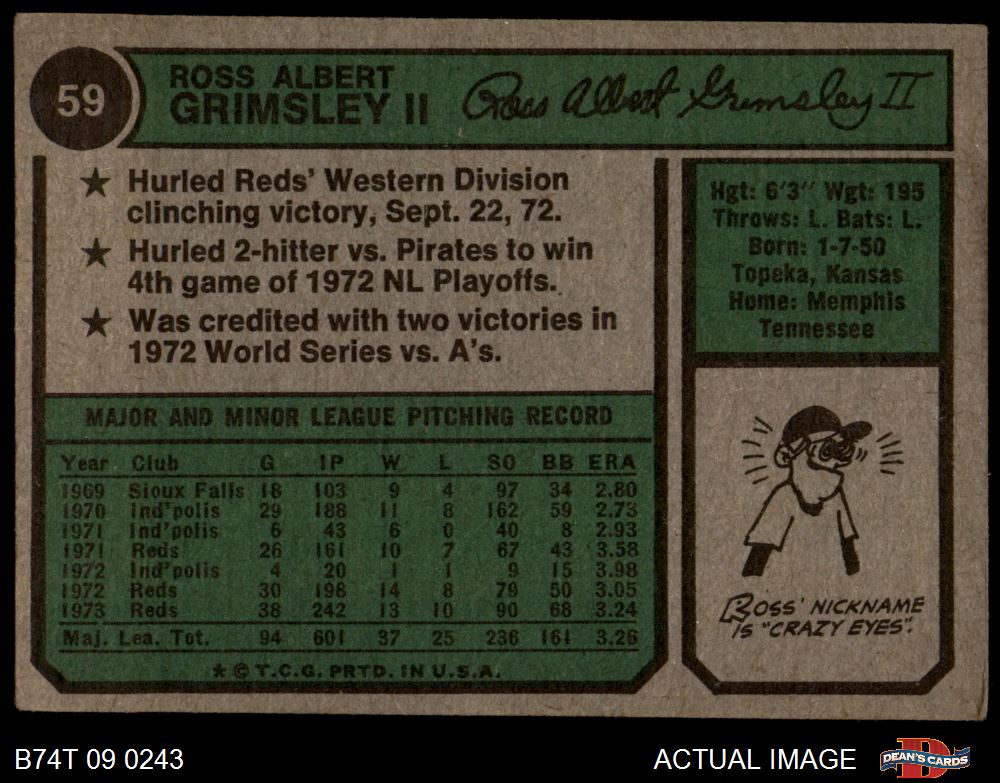 59
ROSS ALBERT
GRIMSLEY II
Ross Albert Grimsley II
★ Hurled Reds' Western Division
clinching victory, Sept. 22, 72.
★ Hurled 2-hitter vs. Pirates to win
4th game of 1972 NL Playoffs.
★ Was credited with two victories in
1972 World Series vs. A's.
Hgt: 6'3" Wgt: 195
Throws: L. Bats: L.
Born: 1-7-50
Topeka, Kansas
Home: Memphis
Tennessee
MAJOR AND MINOR LEAGUE PITCHING RECORD
Year Club G IP W L SO BB ERA
1969 Sioux Falls 18 103 9 4 97 34 2.80
1970 Ind'polis 29 188 11 8 162 59 2.73
1971 Ind'polis 6 43 6 0 40 8 2.93
1971 Reds 26 161 10 7 67 43 3.58
1972 Ind'polis 4 20 1 1 9 15 3.98
1972 Reds 30 198 14 8 79 50 3.05
1973 Reds 38 242 13 10 90 68 3.24
Maj. Lea. Tot. 94 601 37 25 236 161 3.26
* © T.C.G. PRTD. IN U.S.A.
ROSS' NICKNAME
IS "CRAZY EYES".
B74T 09 0243
ACTUAL IMAGE
DEAN'S CARDS